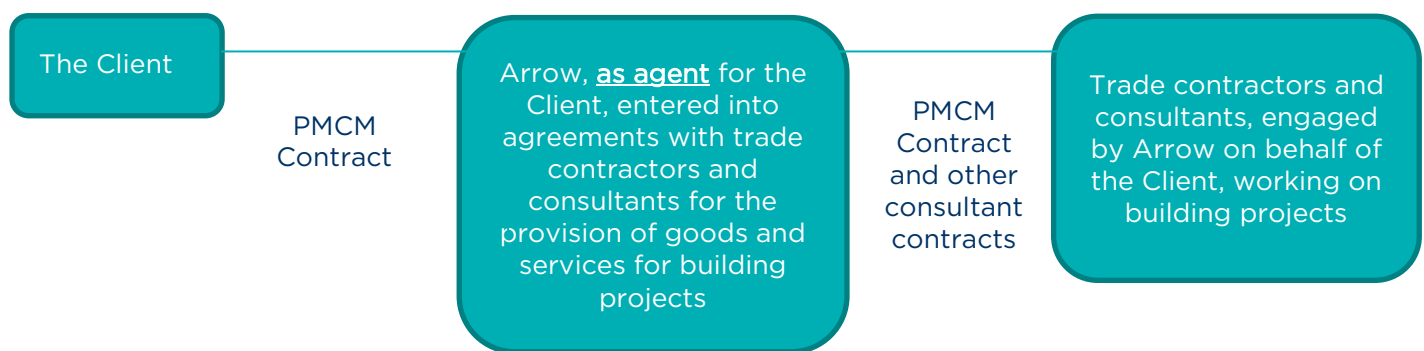 The Client
PMCM
Contract
Arrow, as agent for the
Client, entered into
agreements with trade
contractors and
consultants for the
provision of goods and
services for building
projects
PMCM
Contract
and other
consultant
contracts
Trade contractors and
consultants, engaged
by Arrow on behalf of
the Client, working on
building projects